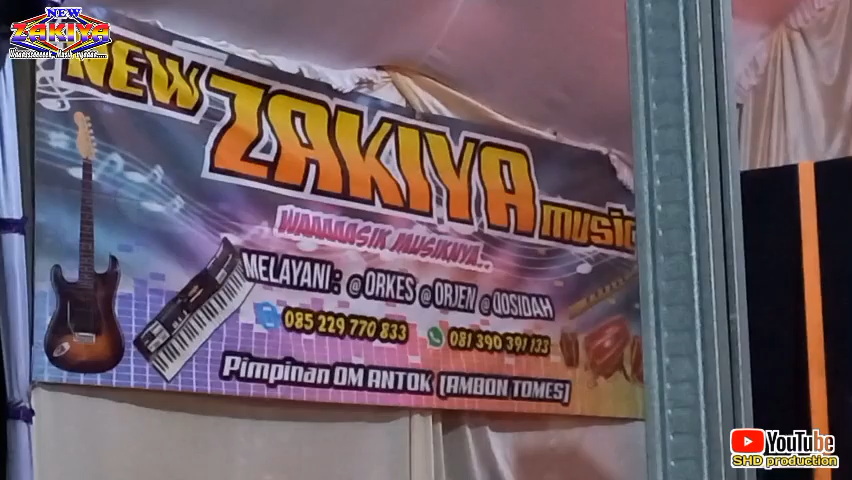 NEW
ZAKIYA
NEW ZAKIYA music
WAAAAASIK MUSIKNYA..
MELAYANI : @ ORKES @ ORJEN @ QOSIDAH
085 229 770 833 081 390 391 133
Pimpinan OM ANTOK (AMBON TOMES)
YouTube
SHD production